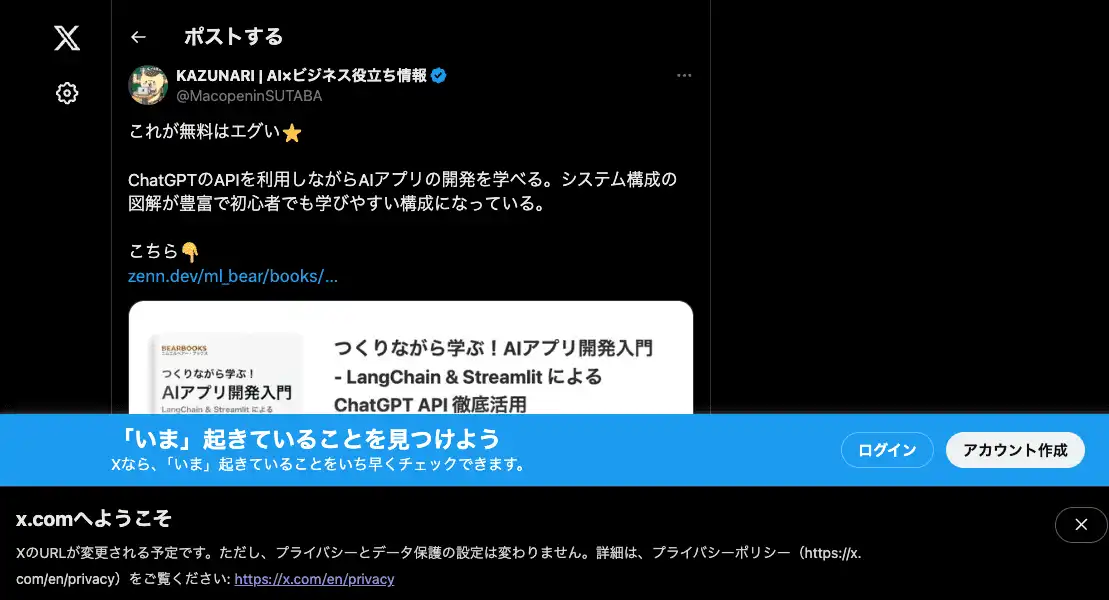 ポストする
KAZUNARI | AI×ビジネス役立ち情報
@MacopeninSUTABA
これが無料はエグい⭐
ChatGPTのAPIを利用しながらAIアプリの開発を学べる。システム構成の
図解が豊富で初心者でも学びやすい構成になっている。
こちら👇
zenn.dev/ml_bear/books/…
BEARBOOKS
つくりながら学ぶ！
AIアプリ開発入門
LangChain & Streamlit による
つくりながら学ぶ！AIアプリ開発入門
- LangChain & Streamlit による
ChatGPT API 徹底活用
「いま」起きていることを見つけよう
Xなら、「いま」起きていることをいち早くチェックできます。
ログイン
アカウント作成
x.comへようこそ
XのURLが変更される予定です。ただし、プライバシーとデータ保護の設定は変わりません。詳細は、プライバシーポリシー（https://x.
com/en/privacy）をご覧ください: https://x.com/en/privacy